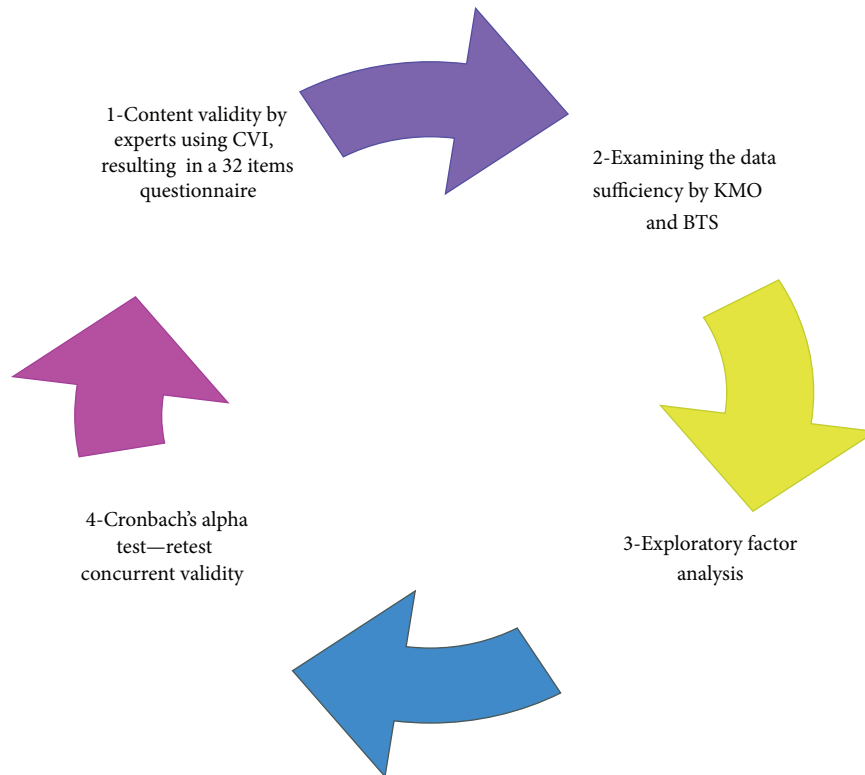 1-Content validity by
experts using CVI,
resulting in a 32 items
questionnaire
2-Examining the data
sufficiency by KMO
and BTS
3-Exploratory factor
analysis
4-Cronbach’s alpha
test—retest
concurrent validity